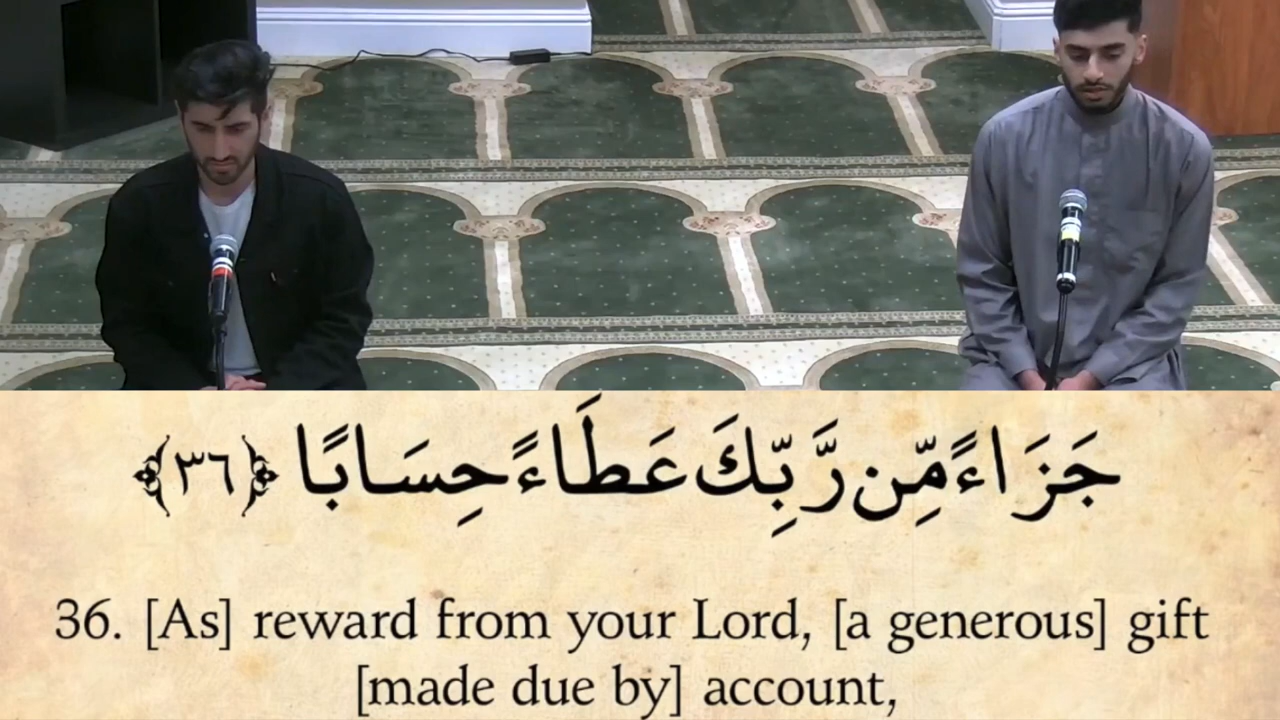 جَزَاءً مِّن رَّبِّكَ عَطَاءً حِسَابًا ﴿٣٦﴾
36. [As] reward from your Lord, [a generous] gift
[made due by] account,